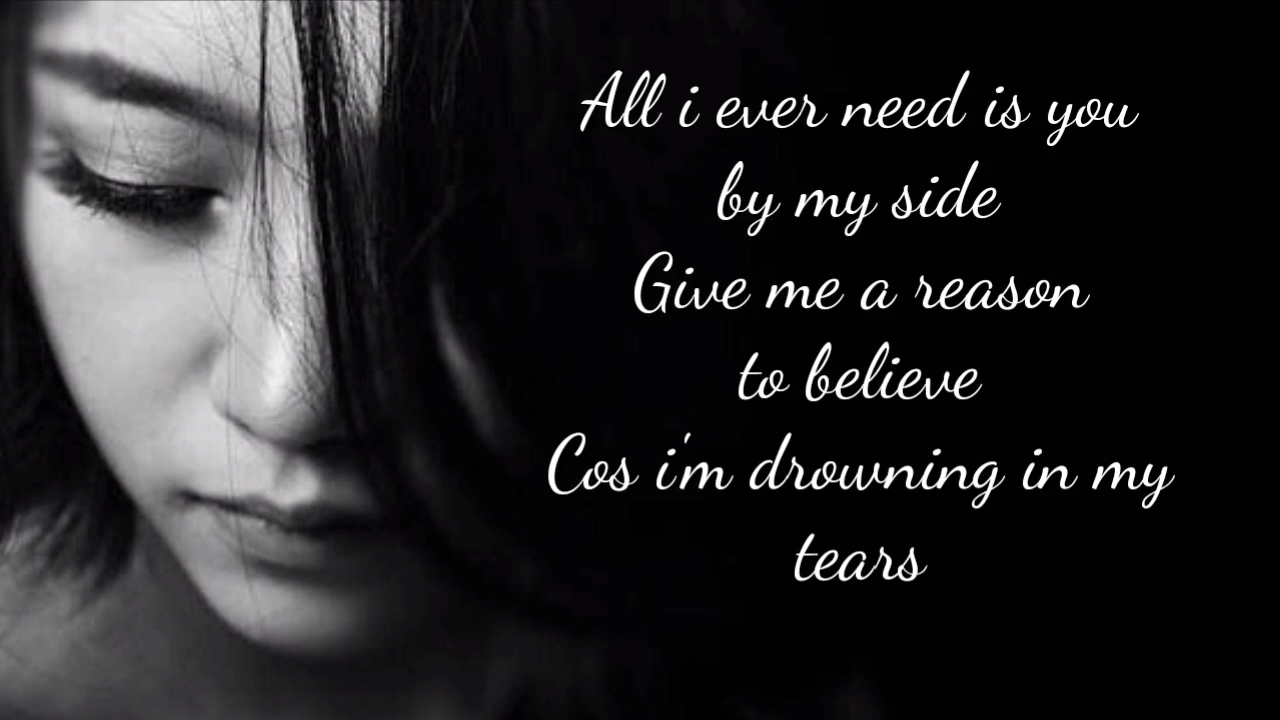 All i ever need is you
by my side
Give me a reason
to believe
Cos i'm drowning in my
tears